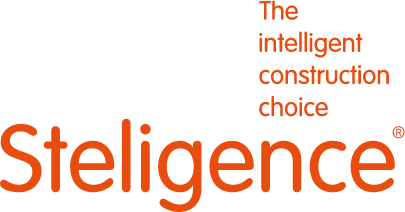 The
intelligent
construction
choice
Steligence®